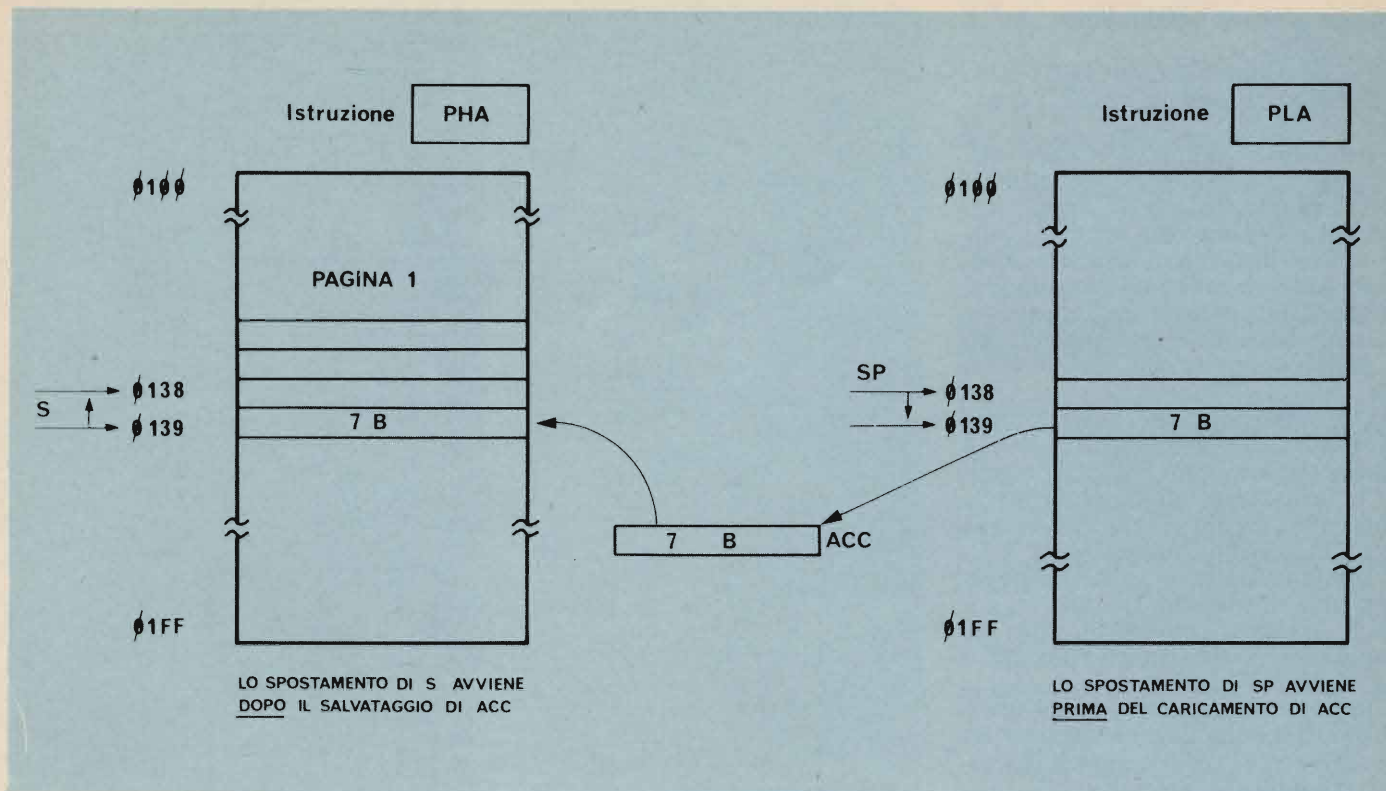 Istruzione PHA
Ø1ØØ
PAGINA 1
Ø138
S
Ø139
7 B
Ø1FF
LO SPOSTAMENTO DI S AVVIENE
DOPO IL SALVATAGGIO DI ACC
7 B ACC
Istruzione PLA
Ø1ØØ
SP
Ø138
Ø139
7 B
Ø1FF
LO SPOSTAMENTO DI SP AVVIENE
PRIMA DEL CARICAMENTO DI ACC